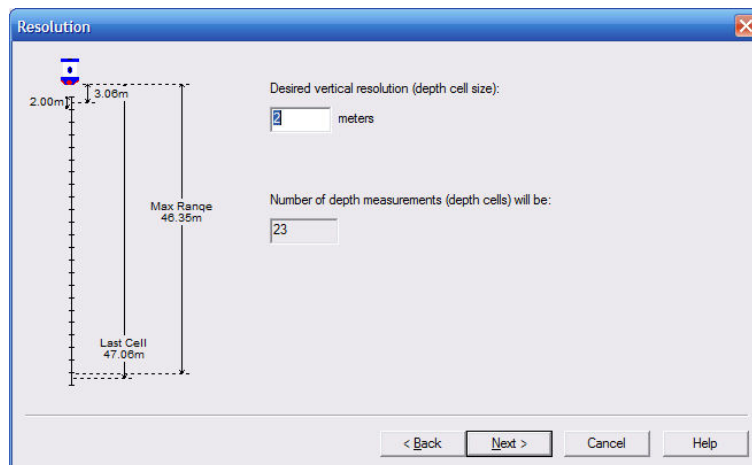 Resolution
3.06m
2.00m
Desired vertical resolution (depth cell size):
2 meters
Max Range
46.35m
Number of depth measurements (depth cells) will be:
23
Last Cell
47.06m
< Back
Next >
Cancel
Help